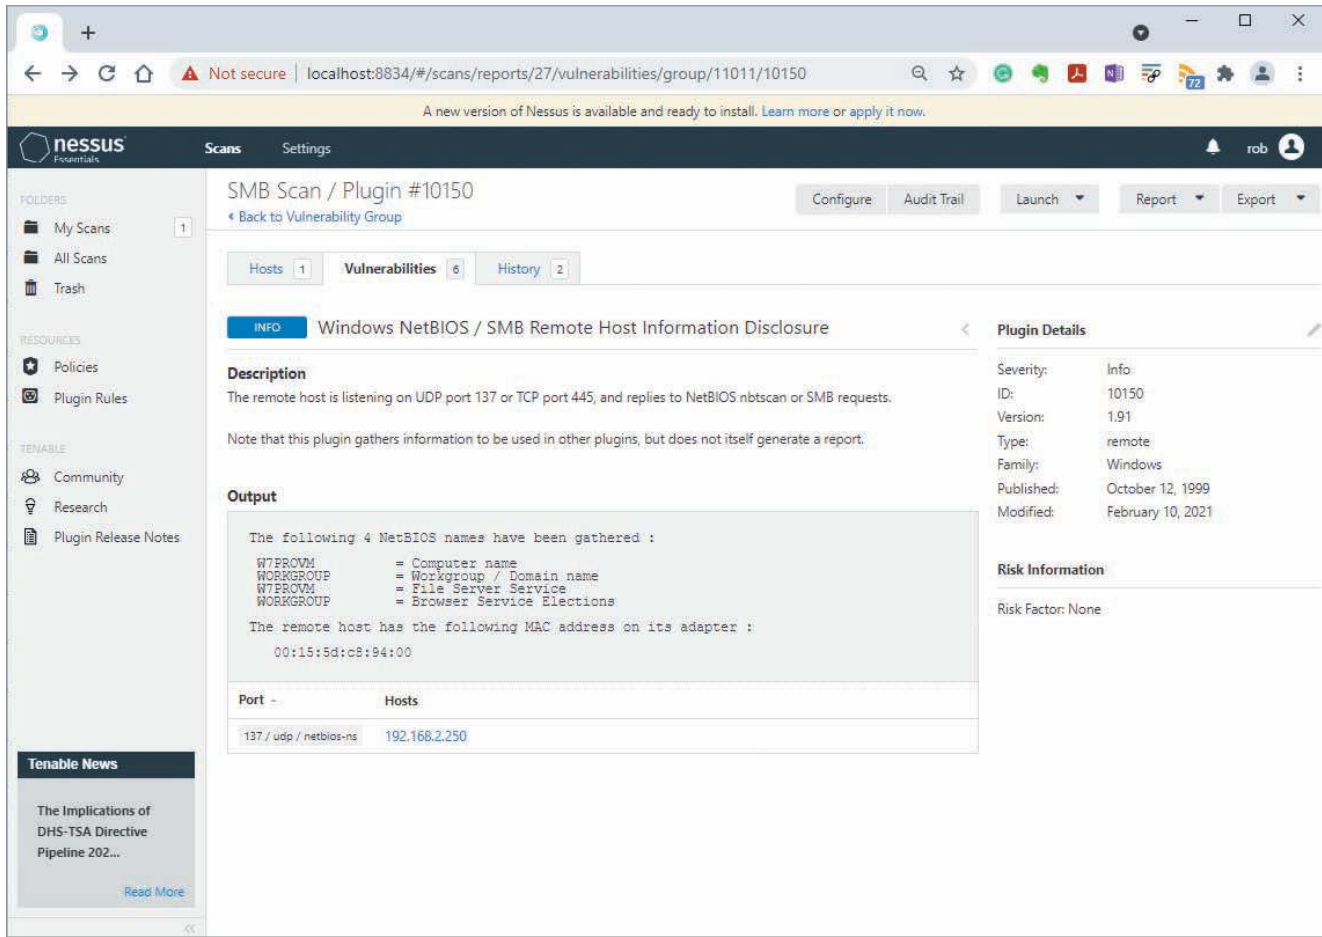 Not secure | localhost:8834/#/scans/reports/27/vulnerabilities/group/11011/10150
72
A new version of Nessus is available and ready to install. Learn more or apply it now.
nessus
Essentials
Scans Settings
rob
FOLDERS
My Scans 1
All Scans
Trash
RESOURCES
Policies
Plugin Rules
TENABLE
Community
Research
Plugin Release Notes
Tenable News
The Implications of
DHS-TSA Directive
Pipeline 202...
Read More
SMB Scan / Plugin #10150
Back to Vulnerability Group
Configure Audit Trail Launch Report Export
Hosts 1 Vulnerabilities 6 History 2
INFO Windows NetBIOS / SMB Remote Host Information Disclosure
Description
The remote host is listening on UDP port 137 or TCP port 445, and replies to NetBIOS nbtscan or SMB requests.
Note that this plugin gathers information to be used in other plugins, but does not itself generate a report.
Output
The following 4 NetBIOS names have been gathered :
W7PROVM = Computer name
WORKGROUP = Workgroup / Domain name
W7PROVM = File Server Service
WORKGROUP = Browser Service Elections
The remote host has the following MAC address on its adapter :
00:15:5d:c8:94:00
Port Hosts
137 / udp / netbios-ns 192.168.2.250
Plugin Details
Severity: Info
ID: 10150
Version: 1.91
Type: remote
Family: Windows
Published: October 12, 1999
Modified: February 10, 2021
Risk Information
Risk Factor: None